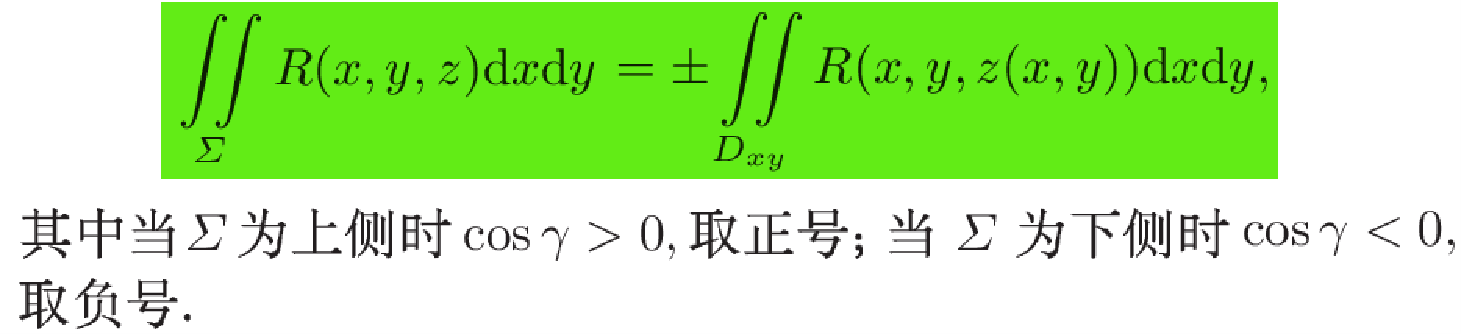 ∬_Σ R(x, y, z)dxdy = ± ∬_{D_{xy}} R(x, y, z(x, y))dxdy,
其中当 Σ 为上侧时 cos γ > 0, 取正号; 当 Σ 为下侧时 cos γ < 0,
取负号.